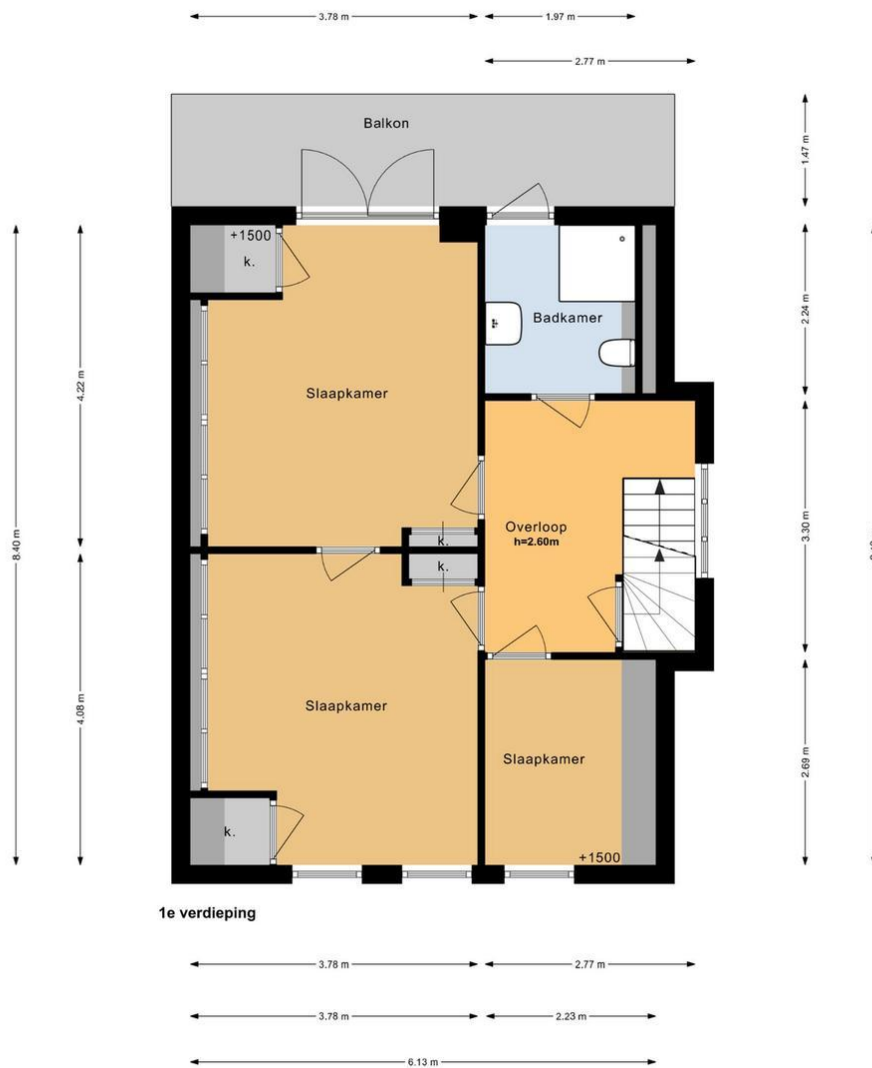 3.78 m
1.97 m
2.77 m
Balkon
1.47 m
+1500
k.
2.24 m
Badkamer
4.22 m
Slaapkamer
8.40 m
3.30 m
Overloop
h=2.60m
k.
k.
4.08 m
Slaapkamer
2.69 m
Slaapkamer
k.
+1500
1e verdieping
3.78 m
2.77 m
3.78 m
2.23 m
6.13 m